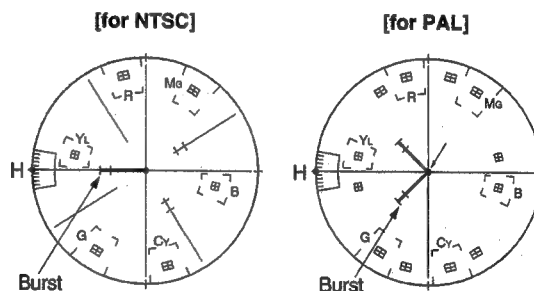 [for NTSC] [for PAL]
R MG R MG
YL YL
H H
B B
G CY G CY
Burst Burst